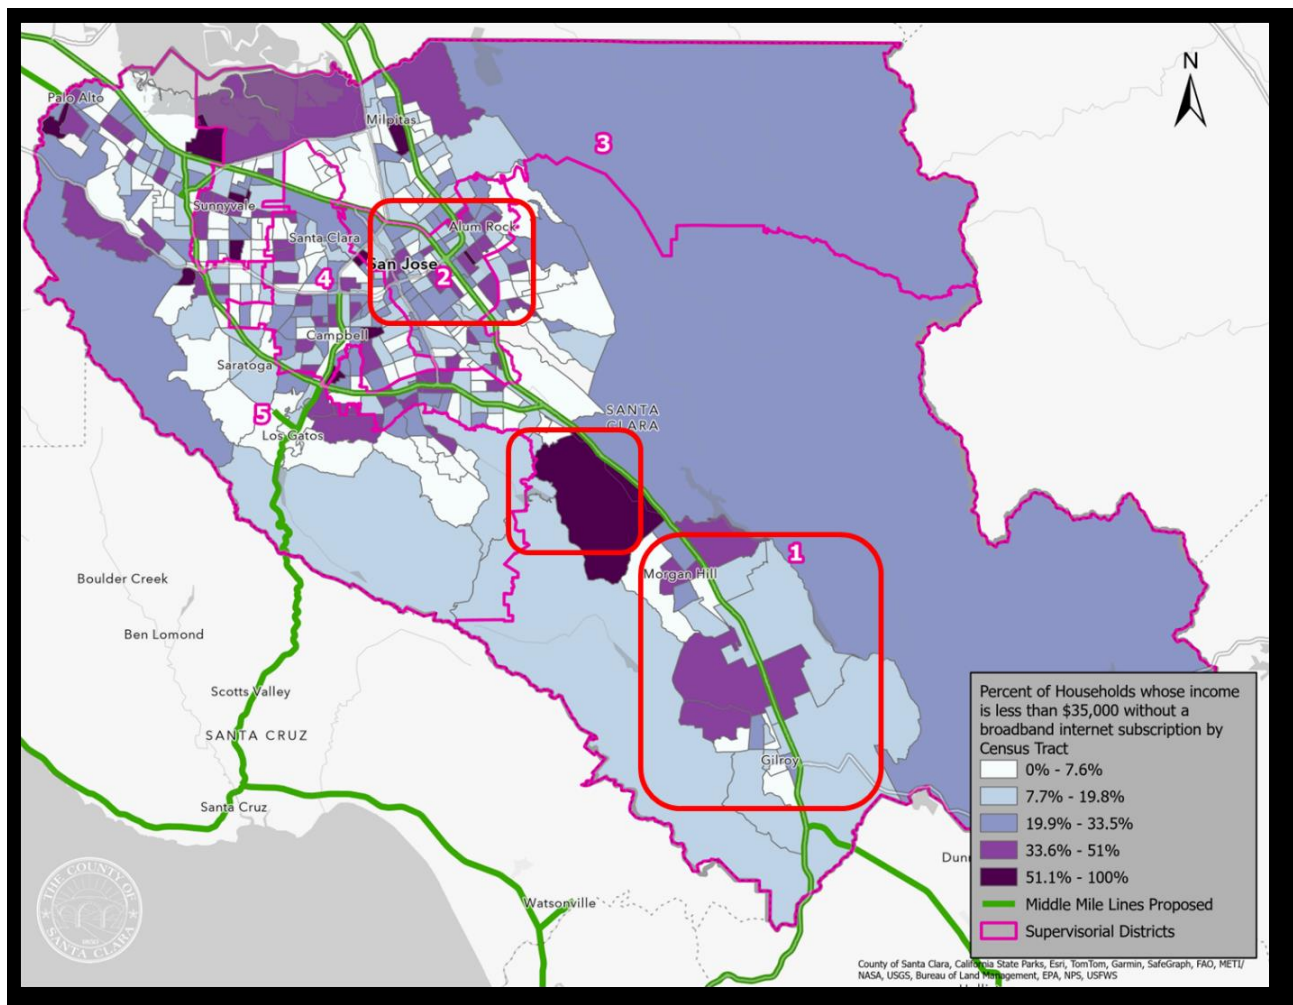 N
3
Palo Alto
Milpitas
Sunnyvale
Alum Rock
Santa Clara
San Jose
4
2
Campbell
Saratoga
5
Los Gatos
SANTA
CLARA
1
Morgan Hill
Boulder Creek
Ben Lomond
Scotts Valley
SANTA CRUZ
Santa Cruz
Gilroy
Watsonville
Percent of Households whose income
is less than $35,000 without a
broadband internet subscription by
Census Tract
0% - 7.6%
7.7% - 19.8%
19.9% - 33.5%
33.6% - 51%
51.1% - 100%
Middle Mile Lines Proposed
Supervisorial Districts
THE COUNTY OF
SANTA CLARA
County of Santa Clara, California State Parks, Esri, TomTom, Garmin, SafeGraph, FAO, METI/
NASA, USGS, Bureau of Land Management, EPA, NPS, USFWS